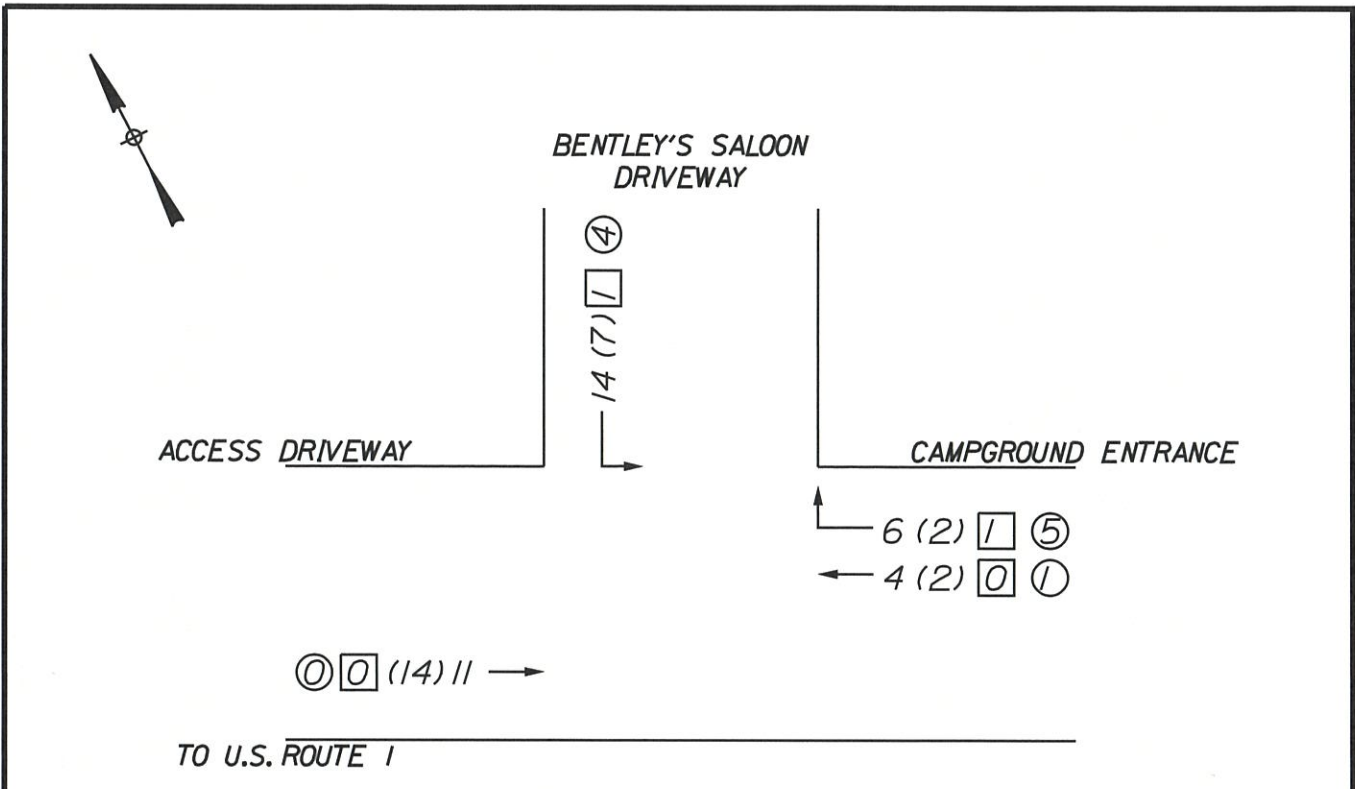 BENTLEY'S SALOON
DRIVEWAY
14 (7) 1 4
ACCESS DRIVEWAY
CAMPGROUND ENTRANCE
6 (2) 1 5
4 (2) 0 1
0 0 (14) 11
TO U.S. ROUTE 1